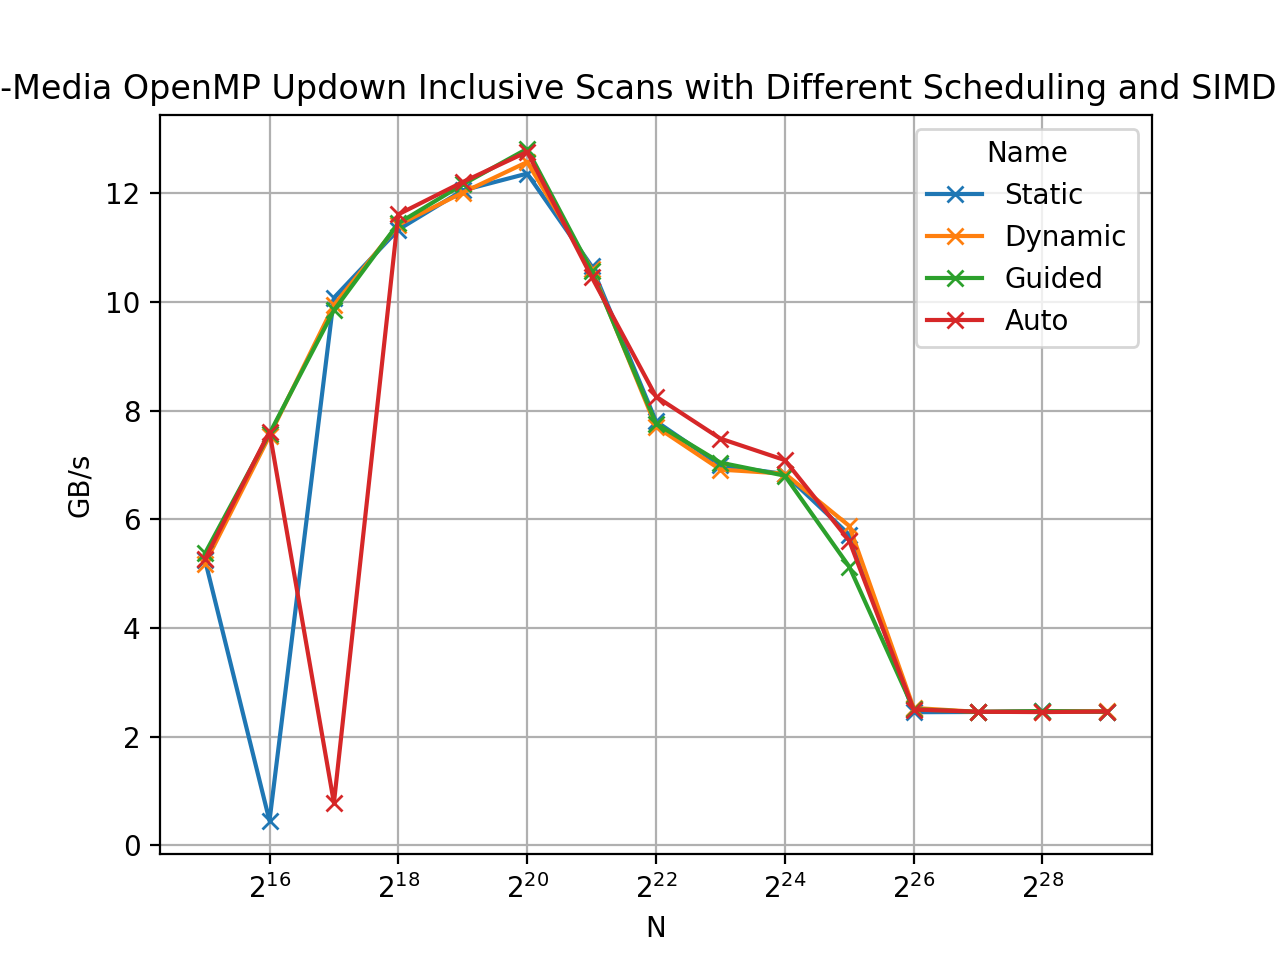 -Media OpenMP Updown Inclusive Scans with Different Scheduling and SIMD
Name
Static
Dynamic
Guided
Auto
GB/s
12
10
8
6
4
2
0
2^16 2^18 2^20 2^22 2^24 2^26 2^28
N